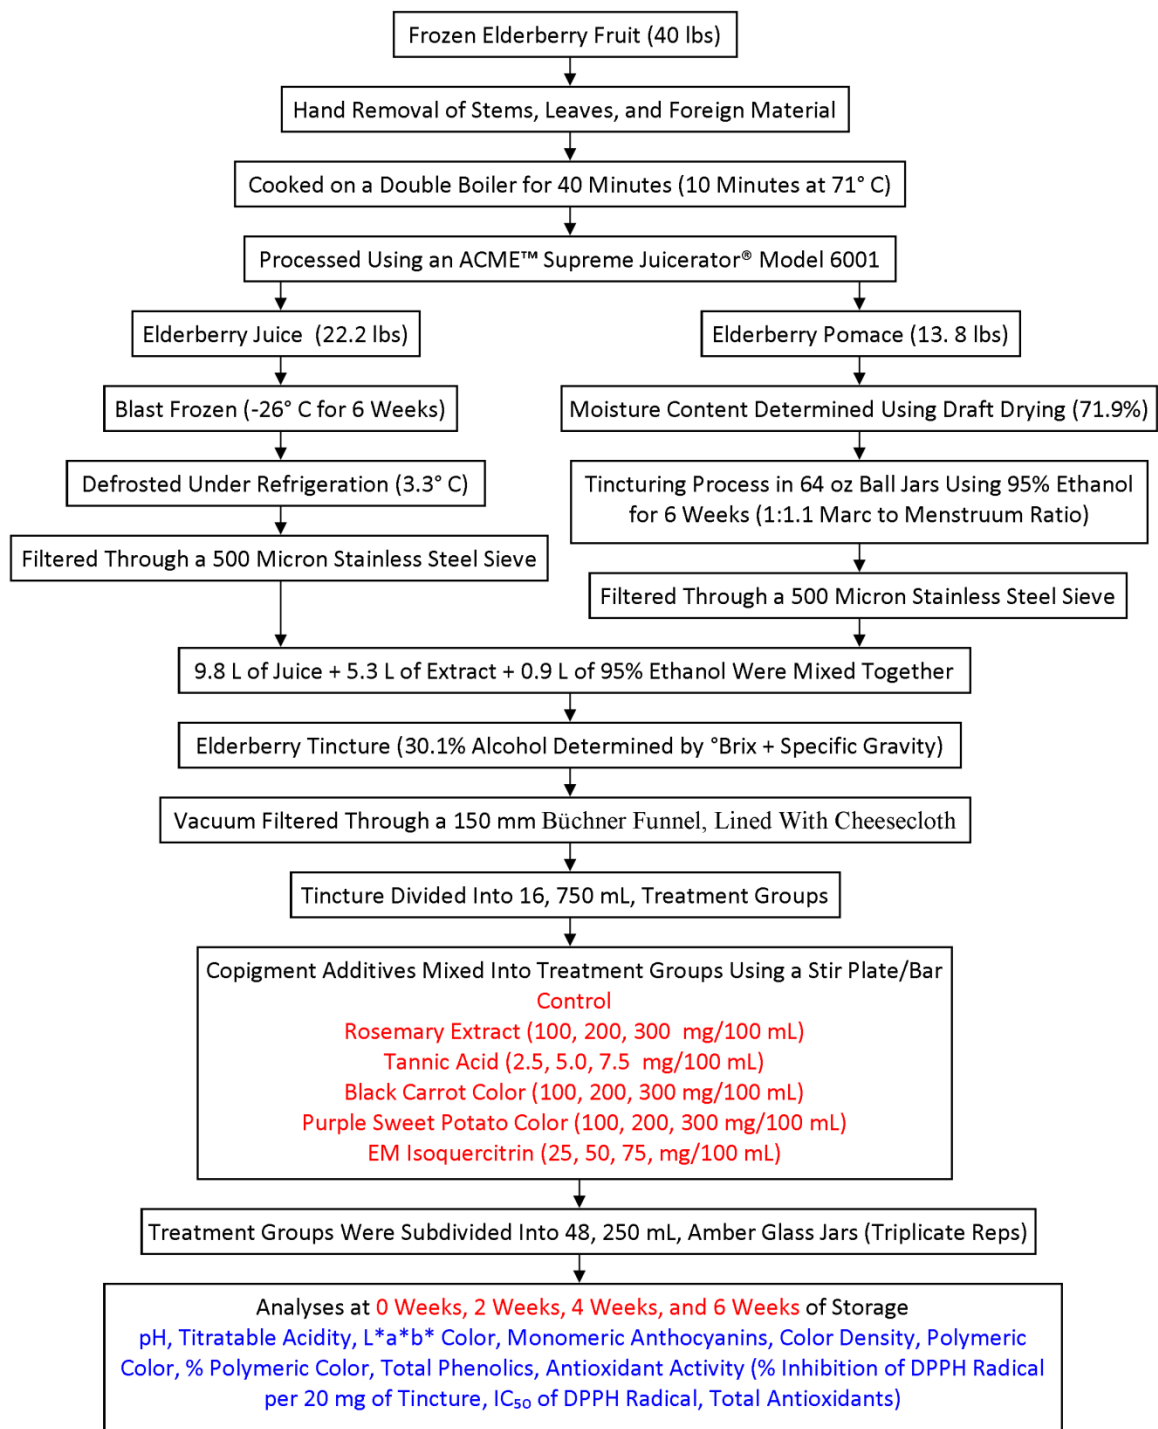 Frozen Elderberry Fruit (40 lbs)
Hand Removal of Stems, Leaves, and Foreign Material
Cooked on a Double Boiler for 40 Minutes (10 Minutes at 71° C)
Processed Using an ACME™ Supreme Juicerator® Model 6001
Elderberry Juice (22.2 lbs)
Blast Frozen (-26° C for 6 Weeks)
Defrosted Under Refrigeration (3.3° C)
Filtered Through a 500 Micron Stainless Steel Sieve
Elderberry Pomace (13. 8 lbs)
Moisture Content Determined Using Draft Drying (71.9%)
Tincturing Process in 64 oz Ball Jars Using 95% Ethanol
for 6 Weeks (1:1.1 Marc to Menstruum Ratio)
Filtered Through a 500 Micron Stainless Steel Sieve
9.8 L of Juice + 5.3 L of Extract + 0.9 L of 95% Ethanol Were Mixed Together
Elderberry Tincture (30.1% Alcohol Determined by °Brix + Specific Gravity)
Vacuum Filtered Through a 150 mm Büchner Funnel, Lined With Cheesecloth
Tincture Divided Into 16, 750 mL, Treatment Groups
Copigment Additives Mixed Into Treatment Groups Using a Stir Plate/Bar
Control
Rosemary Extract (100, 200, 300 mg/100 mL)
Tannic Acid (2.5, 5.0, 7.5 mg/100 mL)
Black Carrot Color (100, 200, 300 mg/100 mL)
Purple Sweet Potato Color (100, 200, 300 mg/100 mL)
EM Isoquercitrin (25, 50, 75, mg/100 mL)
Treatment Groups Were Subdivided Into 48, 250 mL, Amber Glass Jars (Triplicate Reps)
Analyses at 0 Weeks, 2 Weeks, 4 Weeks, and 6 Weeks of Storage
pH, Titratable Acidity, L*a*b* Color, Monomeric Anthocyanins, Color Density, Polymeric
Color, % Polymeric Color, Total Phenolics, Antioxidant Activity (% Inhibition of DPPH Radical
per 20 mg of Tincture, IC₅₀ of DPPH Radical, Total Antioxidants)